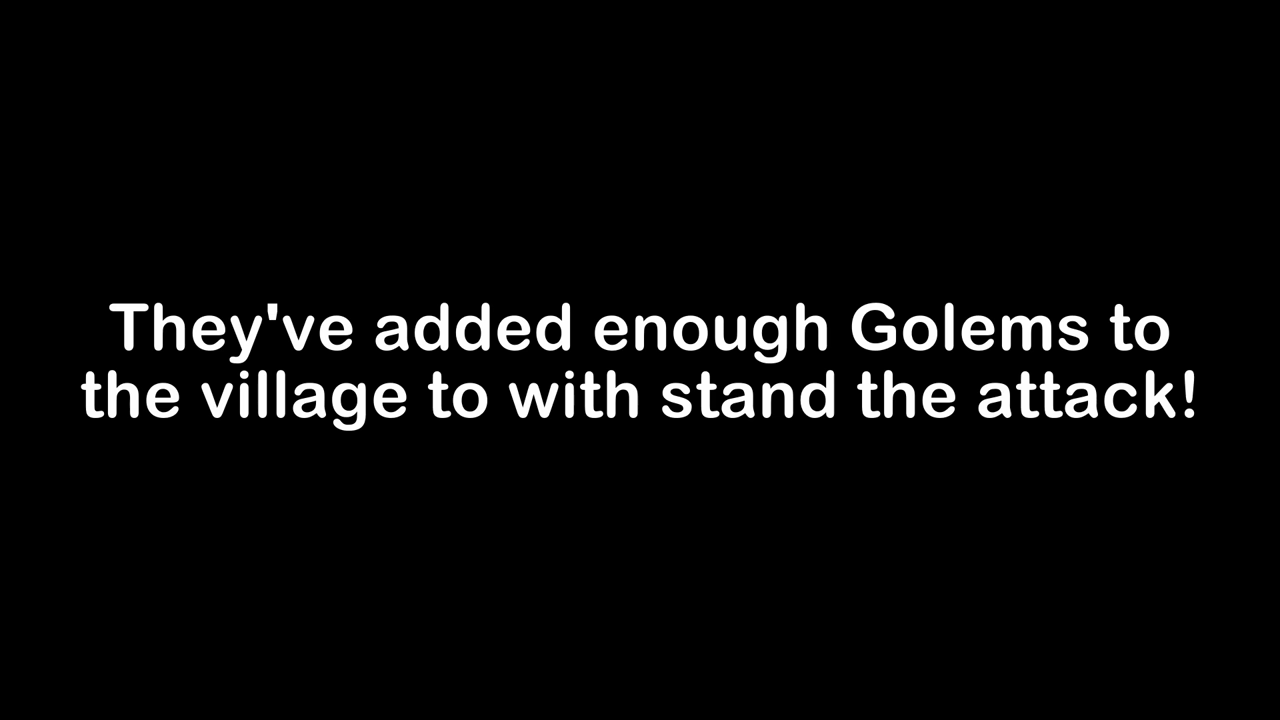 They've added enough Golems to
the village to with stand the attack!